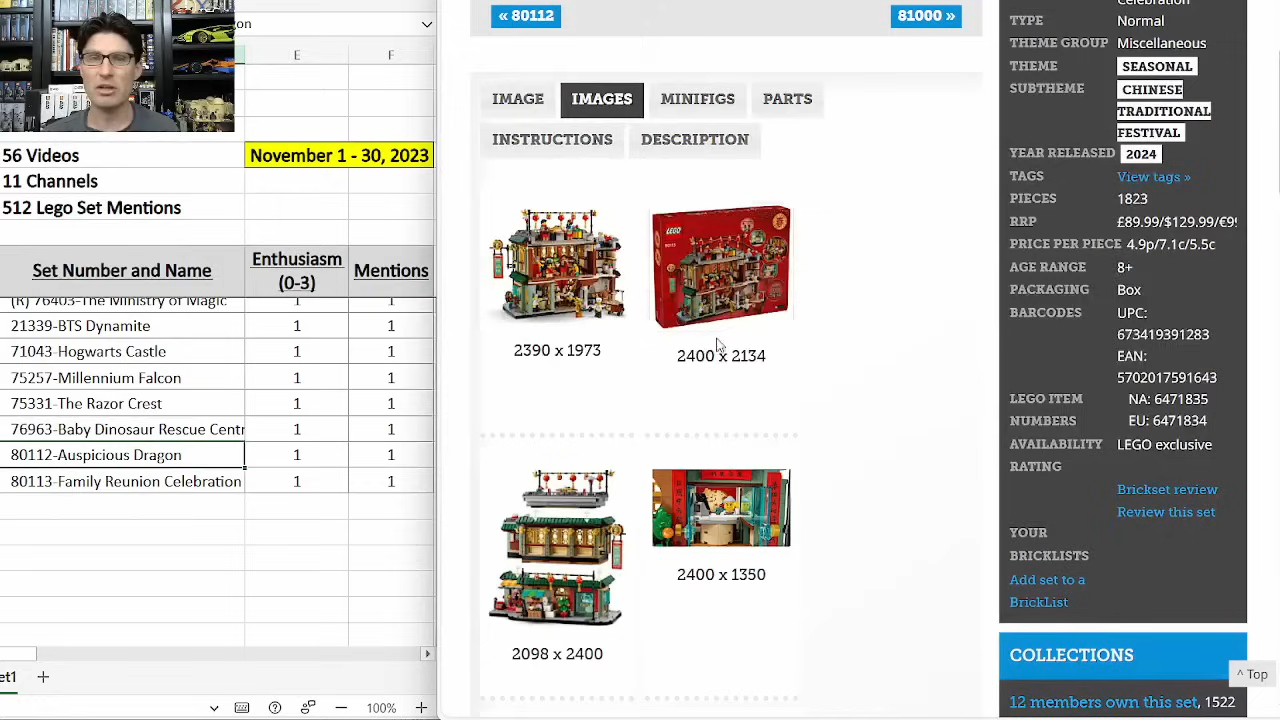 on
« 80112
81000 »
Celebration
E
F
TYPE Normal
THEME GROUP Miscellaneous
THEME SEASONAL
SUBTHEME CHINESE
TRADITIONAL
FESTIVAL
YEAR RELEASED 2024
TAGS View tags »
PIECES 1823
RRP £89.99/$129.99/€9
PRICE PER PIECE 4.9p/7.1c/5.5c
AGE RANGE 8+
PACKAGING Box
BARCODES UPC:
673419391283
EAN:
5702017591643
LEGO ITEM NA: 6471835
NUMBERS EU: 6471834
AVAILABILITY LEGO exclusive
RATING
Brickset review
Review this set
YOUR
BRICKLISTS
Add set to a
BrickList
COLLECTIONS
^ Top
12 members own this set, 1522
IMAGE IMAGES MINIFIGS PARTS
INSTRUCTIONS DESCRIPTION
LEGO
2390 x 1973
2400 x 2134
2098 x 2400
2400 x 1350
56 Videos
November 1 - 30, 2023
11 Channels
512 Lego Set Mentions
Set Number and Name
Enthusiasm
(0-3)
Mentions
(R) 76403-The Ministry of Magic 1 1
21339-BTS Dynamite 1 1
71043-Hogwarts Castle 1 1
75257-Millennium Falcon 1 1
75331-The Razor Crest 1 1
76963-Baby Dinosaur Rescue Centr 1 1
80112-Auspicious Dragon 1 1
80113-Family Reunion Celebration 1 1
et1
100%